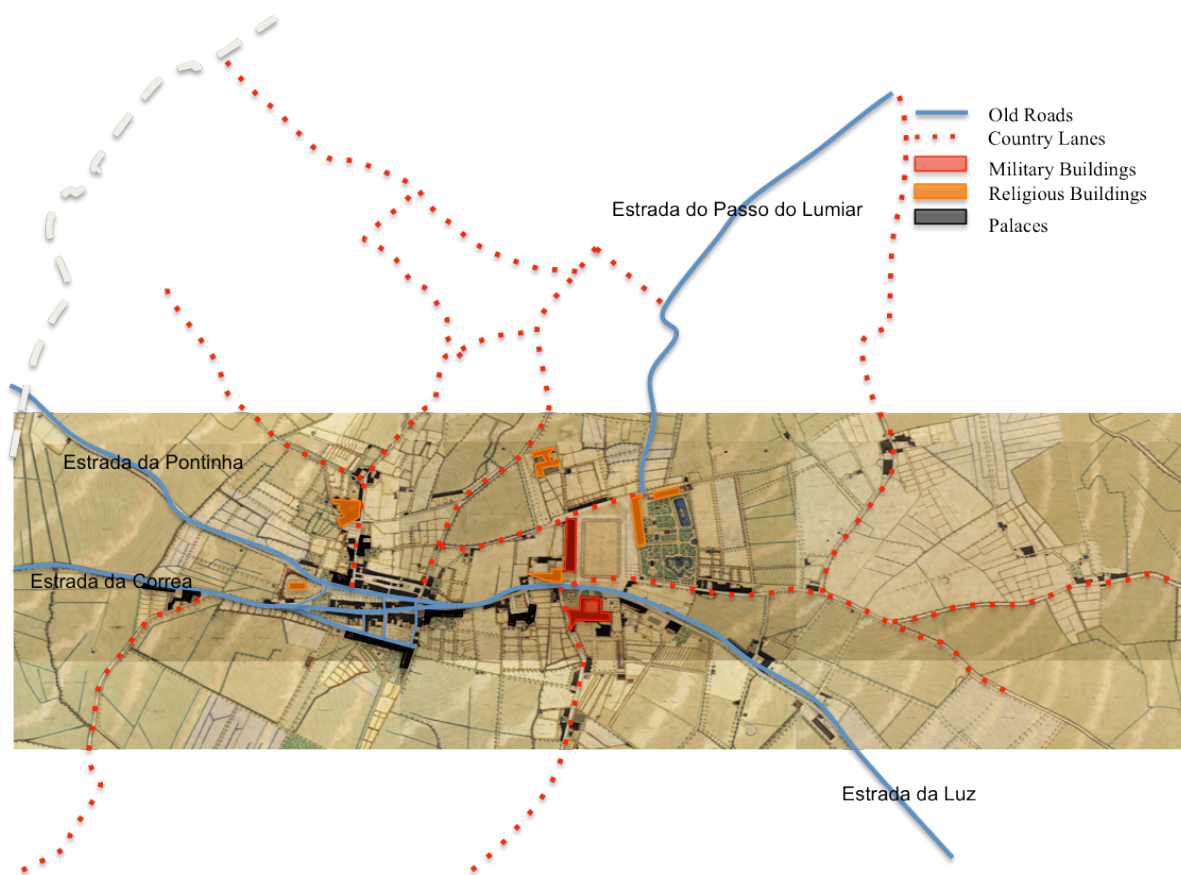 Old Roads
Country Lanes
Military Buildings
Religious Buildings
Palaces
Estrada do Passo do Lumiar
Estrada da Pontinha
Estrada da Correa
Estrada da Luz